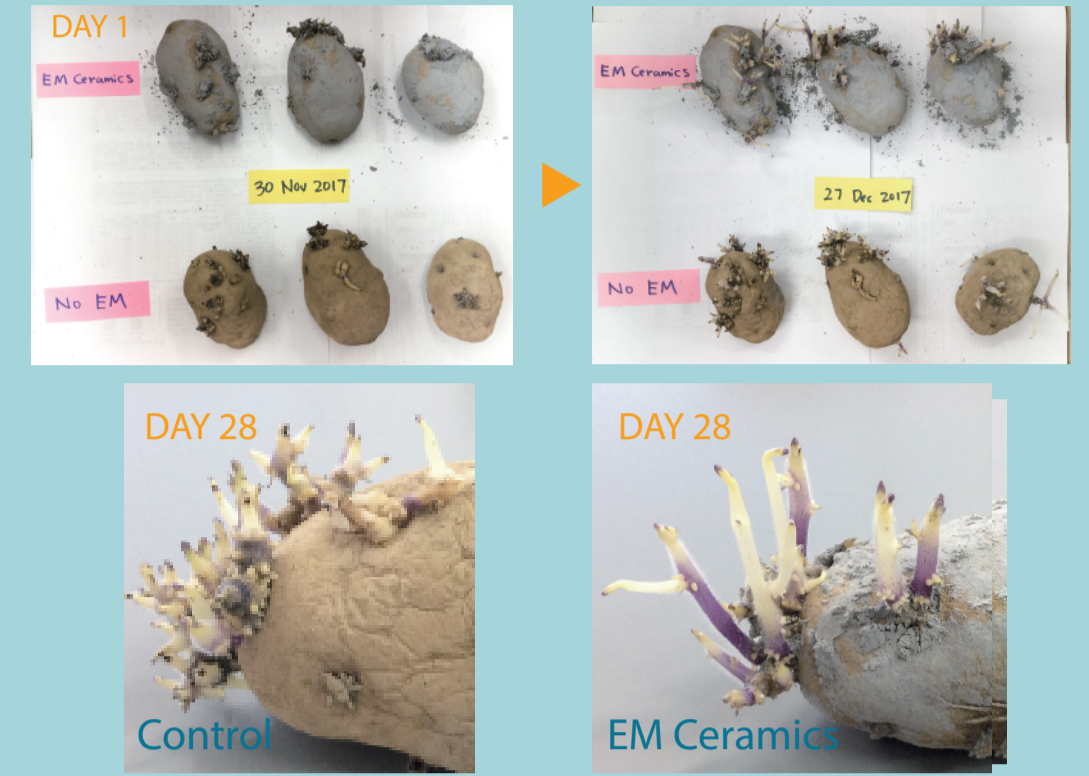 DAY 1
EM Ceramics
30 Nov 2017
No EM
EM Ceramics
27 Dec 2017
No EM
DAY 28
Control
DAY 28
EM Ceramics